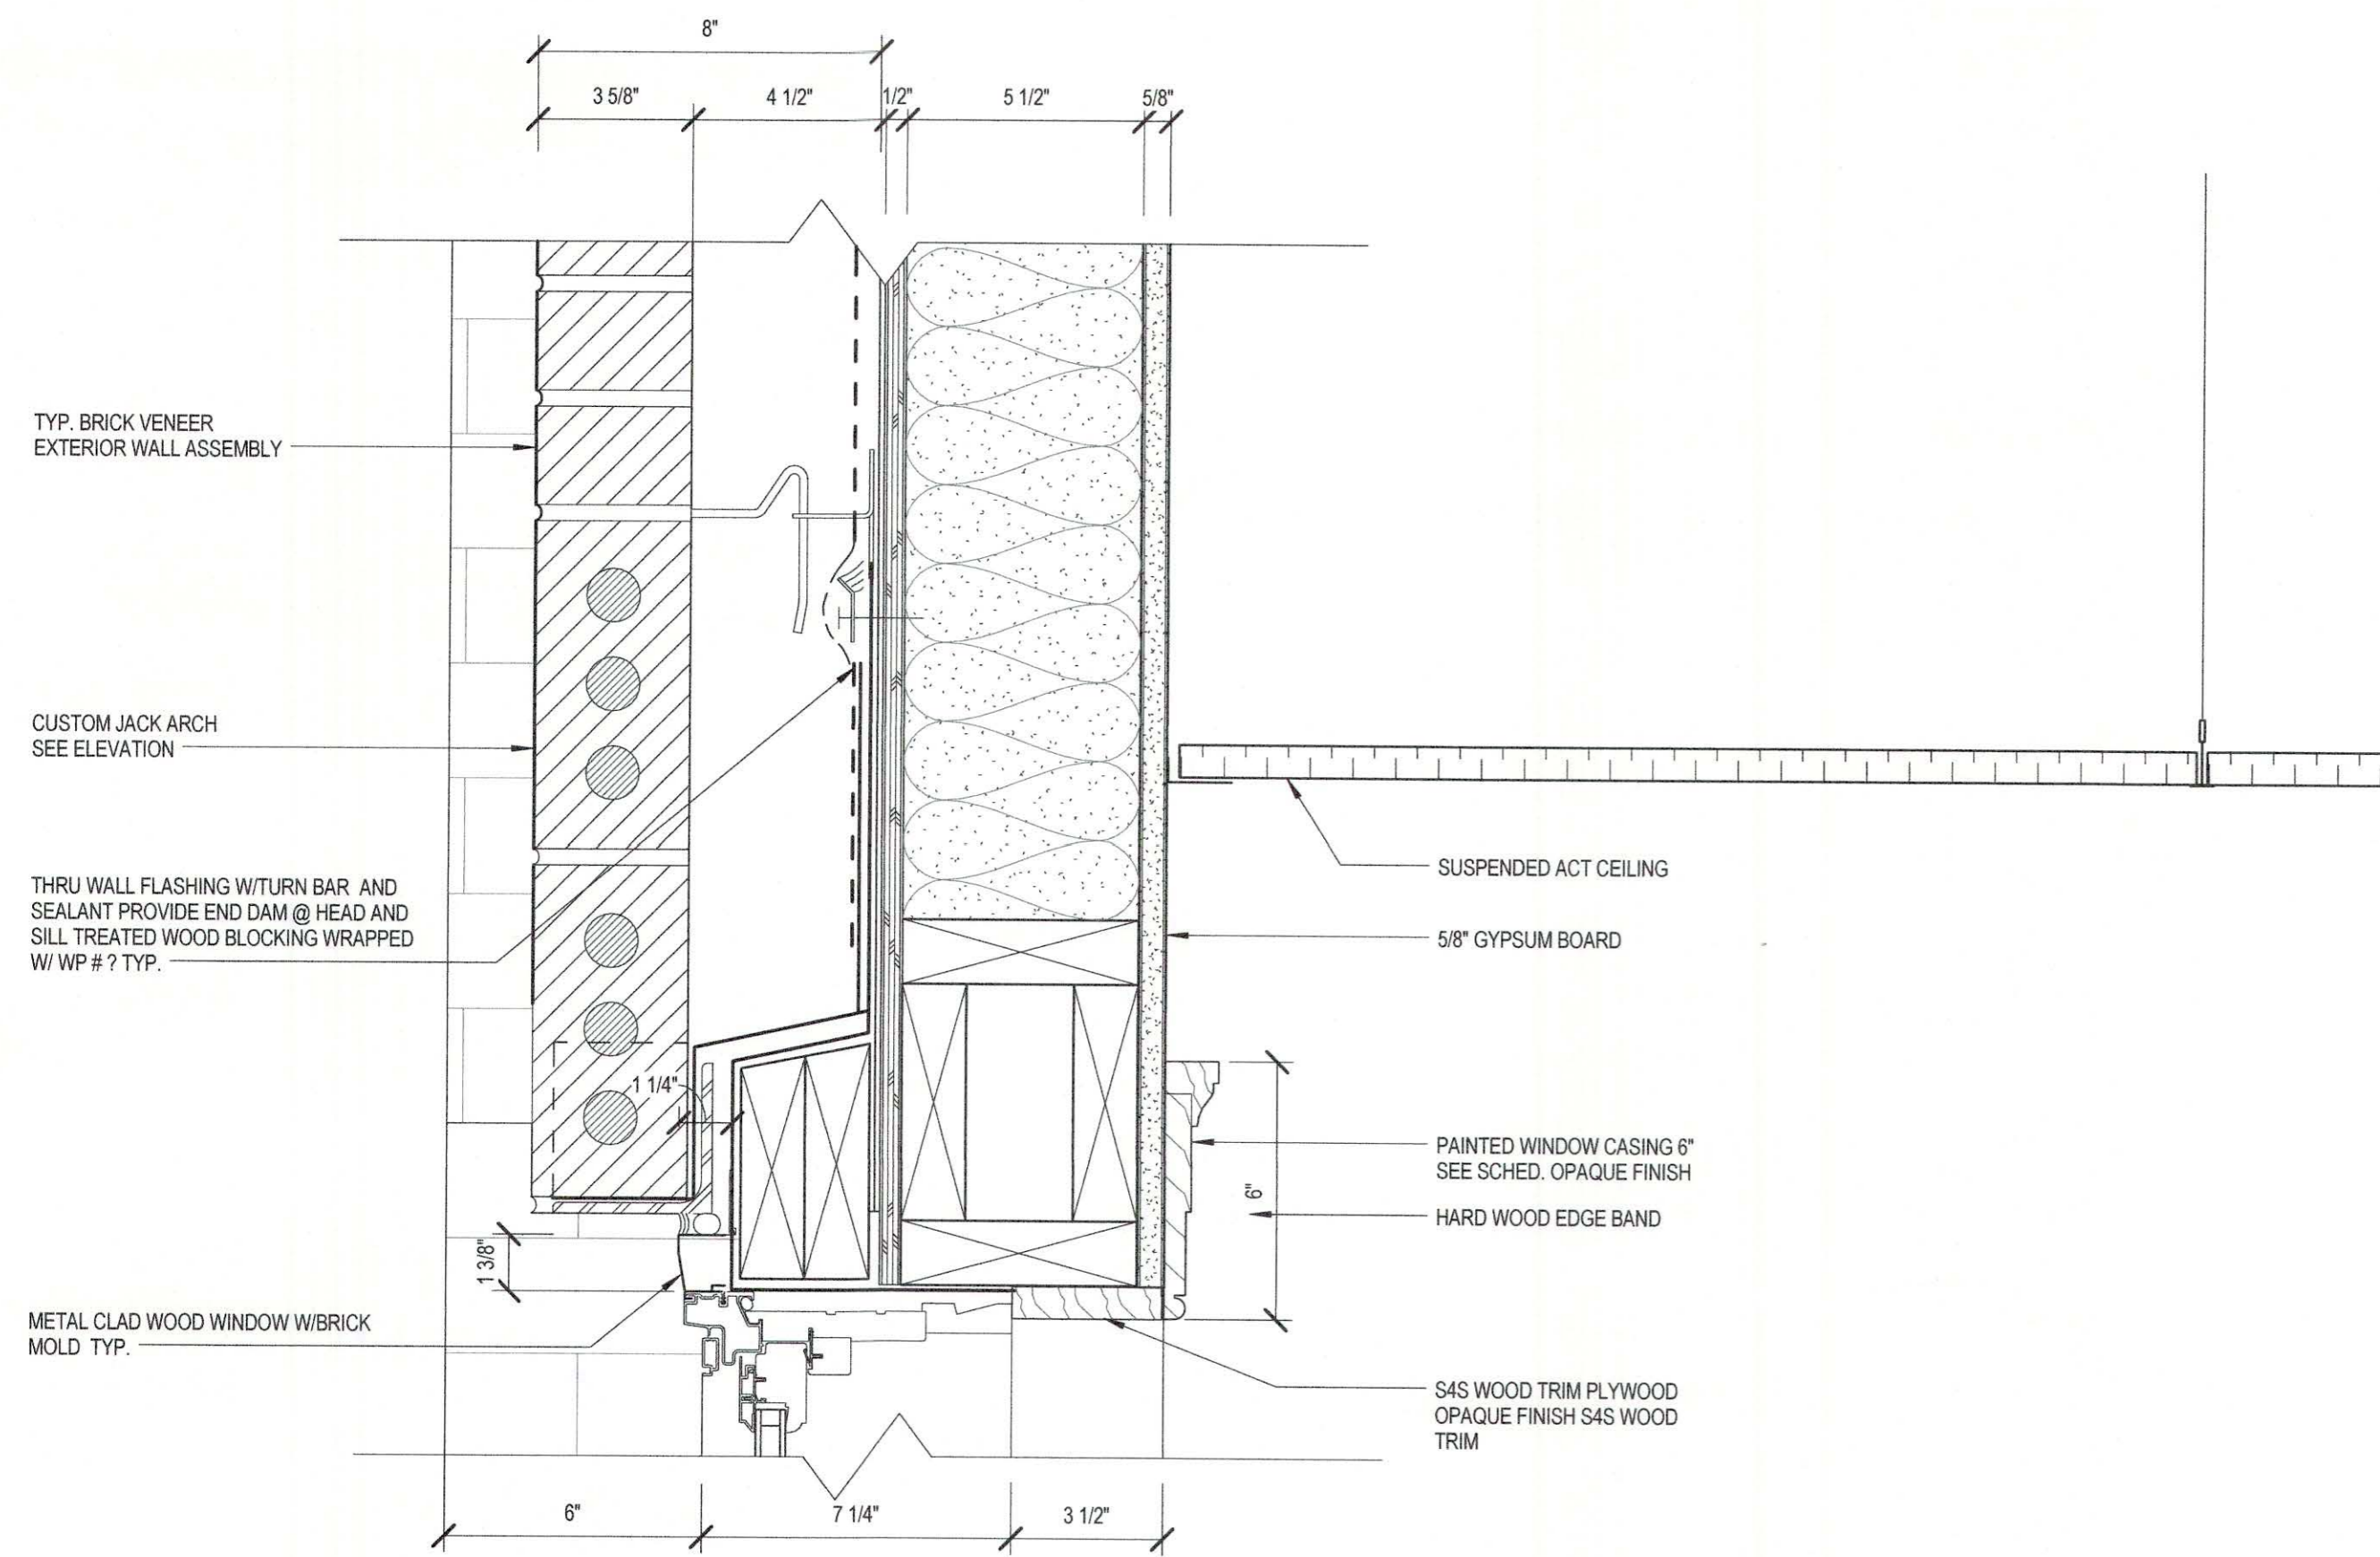 8"
3 5/8"
4 1/2"
1/2"
5 1/2"
5/8"
TYP. BRICK VENEER
EXTERIOR WALL ASSEMBLY
CUSTOM JACK ARCH
SEE ELEVATION
THRU WALL FLASHING W/TURN BAR AND
SEALANT PROVIDE END DAM @ HEAD AND
SILL TREATED WOOD BLOCKING WRAPPED
W/ WP # ? TYP.
1 1/4"
1 3/8"
METAL CLAD WOOD WINDOW W/BRICK
MOLD TYP.
SUSPENDED ACT CEILING
5/8" GYPSUM BOARD
PAINTED WINDOW CASING 6"
SEE SCHED. OPAQUE FINISH
6"
HARD WOOD EDGE BAND
S4S WOOD TRIM PLYWOOD
OPAQUE FINISH S4S WOOD
TRIM
6"
7 1/4"
3 1/2"